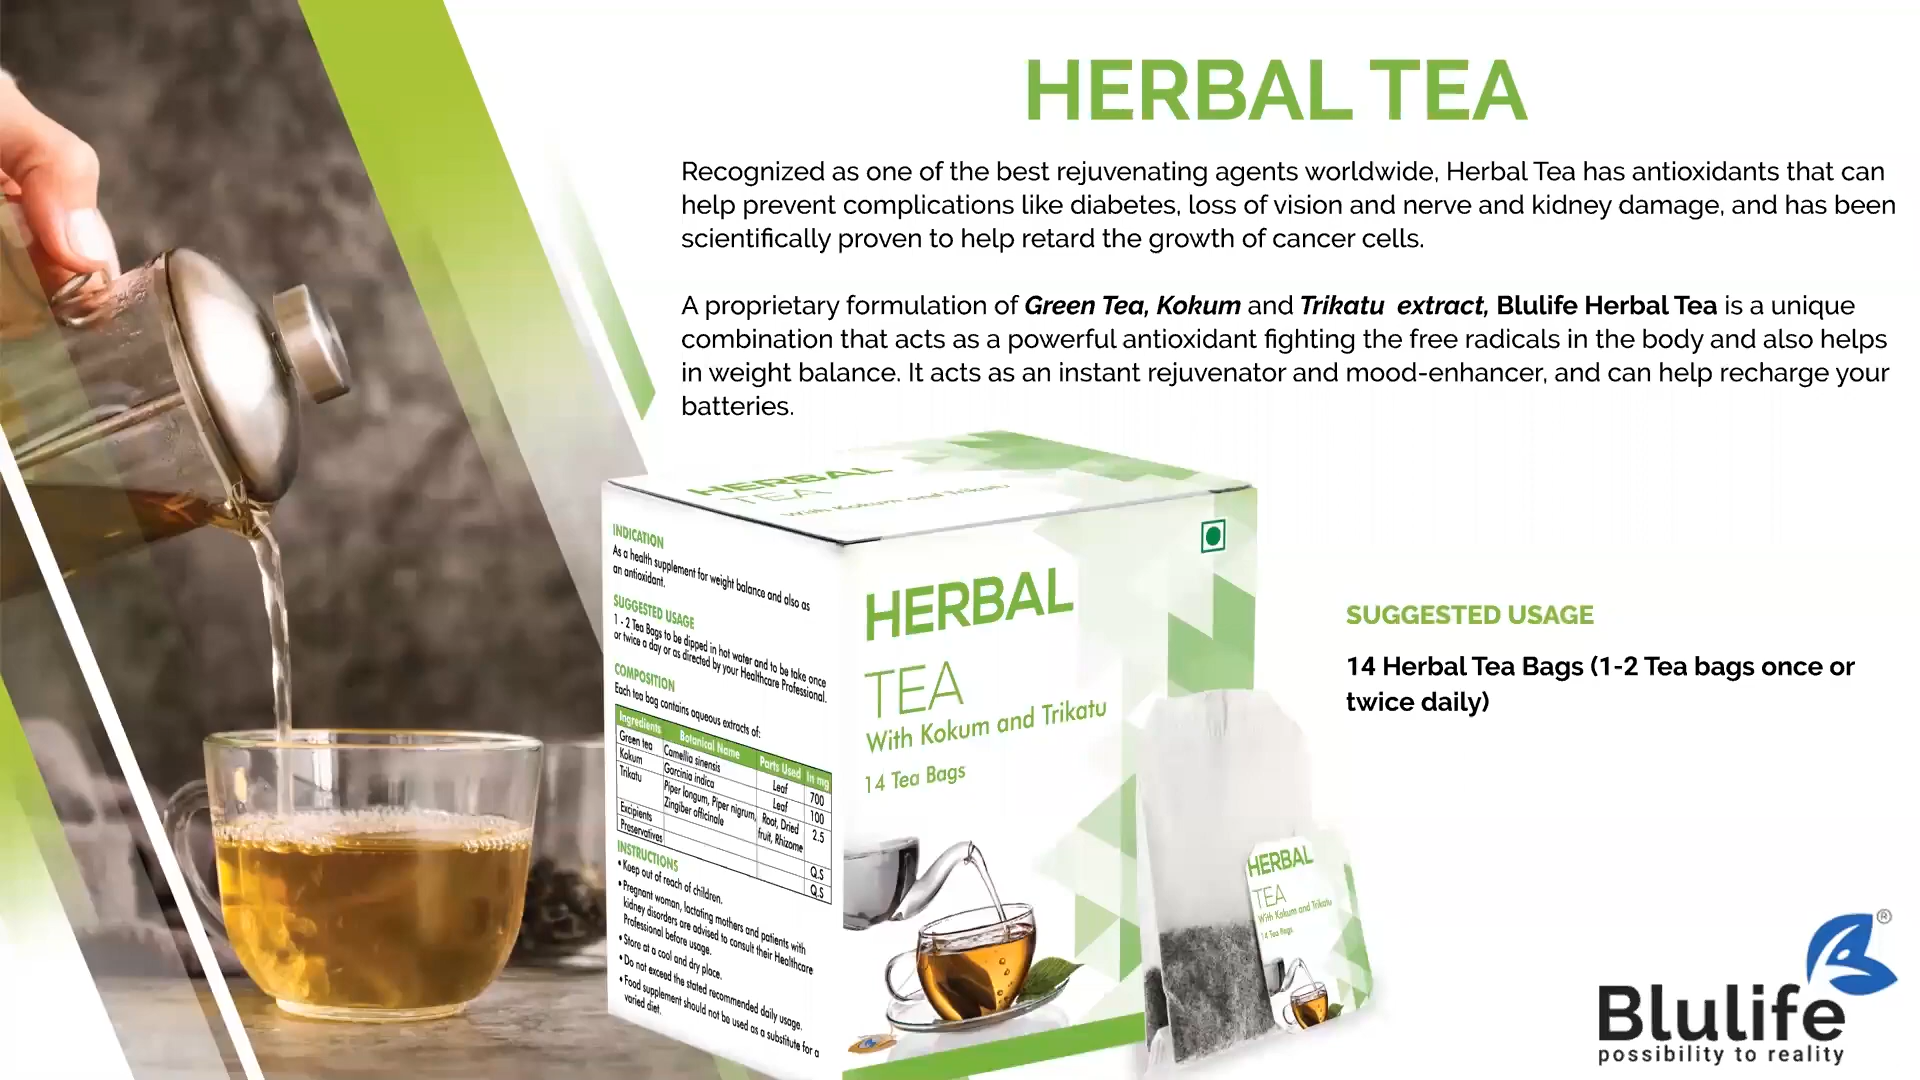 HERBAL TEA
Recognized as one of the best rejuvenating agents worldwide, Herbal Tea has antioxidants that can
help prevent complications like diabetes, loss of vision and nerve and kidney damage, and has been
scientifically proven to help retard the growth of cancer cells.
A proprietary formulation of Green Tea, Kokum and Trikatu extract, Blulife Herbal Tea is a unique
combination that acts as a powerful antioxidant fighting the free radicals in the body and also helps
in weight balance. It acts as an instant rejuvenator and mood-enhancer, and can help recharge your
batteries.
HERBAL
TEA
With Kokum and Trikatu
INDICATION
As a health supplement for weight balance and also as
an antioxidant.
SUGGESTED USAGE
1 - 2 Tea Bags to be dipped in hot water and to be take once
or twice a day or as directed by your Healthcare Professional.
COMPOSITION
Each tea bag contains aqueous extracts of:
Ingredients Botanical Name Parts Used In mg
Green tea Camellia sinensis Leaf 700
Kokum Garcinia indica Leaf 100
Trikatu Piper longum, Piper nigrum, Root, Dried 2.5
Zingiber officinale fruit, Rhizome
Excipients Q.S
Preservatives Q.S
INSTRUCTIONS
• Keep out of reach of children.
• Pregnant woman, lactating mothers and patients with
kidney disorders are advised to consult their Healthcare
Professional before usage.
• Store at a cool and dry place.
• Do not exceed the stated recommended daily usage.
• Food supplement should not be used as a substitute for a
varied diet.
HERBAL
TEA
With Kokum and Trikatu
14 Tea Bags
HERBAL
TEA
With Kokum and Trikatu
14 Tea Bags
SUGGESTED USAGE
14 Herbal Tea Bags (1-2 Tea bags once or
twice daily)
®
Blulife
possibility to reality